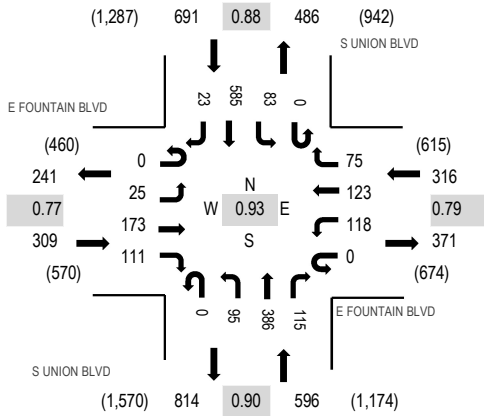 (1,287) 691 0.88 486 (942)
S UNION BLVD
E FOUNTAIN BLVD
23 585 83 0
(460) (615)
0 75
241 316
25 N 123
0.77 W 0.93 E 0.79
173 118
309 S 371
111 0
(570) (674)
0 95 386 115
E FOUNTAIN BLVD
S UNION BLVD
(1,570) 814 0.90 596 (1,174)